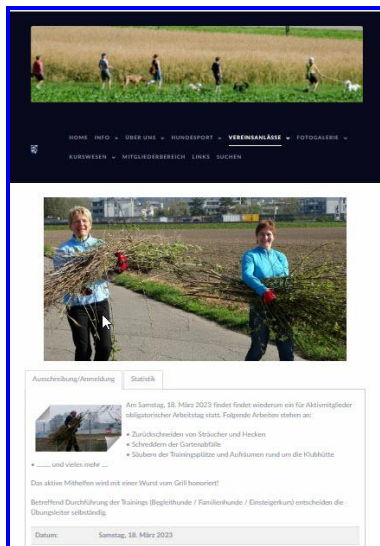 HOME INFO ÜBER UNS HUNDESPORT VEREINSANLÄSSE FOTOGALERIE
KURSWESEN MITGLIEDERBEREICH LINKS SUCHEN
Ausschreibung/Anmeldung Statistik
Am Samstag, 18. März 2023 findet findet wiederum ein für Aktivmitglieder
obligatorischer Arbeitstag statt. Folgende Arbeiten stehen an:
• Zurückschneiden von Sträucher und Hecken
• Schreddern der Gartenabfälle
• Säubern der Trainingsplätze und Aufräumen rund um die Klubhütte
• ........ und vieles mehr ....
Das aktive Mithelfen wird mit einer Wurst vom Grill honoriert!
Betreffend Durchführung der Trainings (Begleithunde / Familienhunde / Einsteigerkurs) entscheiden die
Übungsleiter selbständig.
Datum: Samstag, 18. März 2023